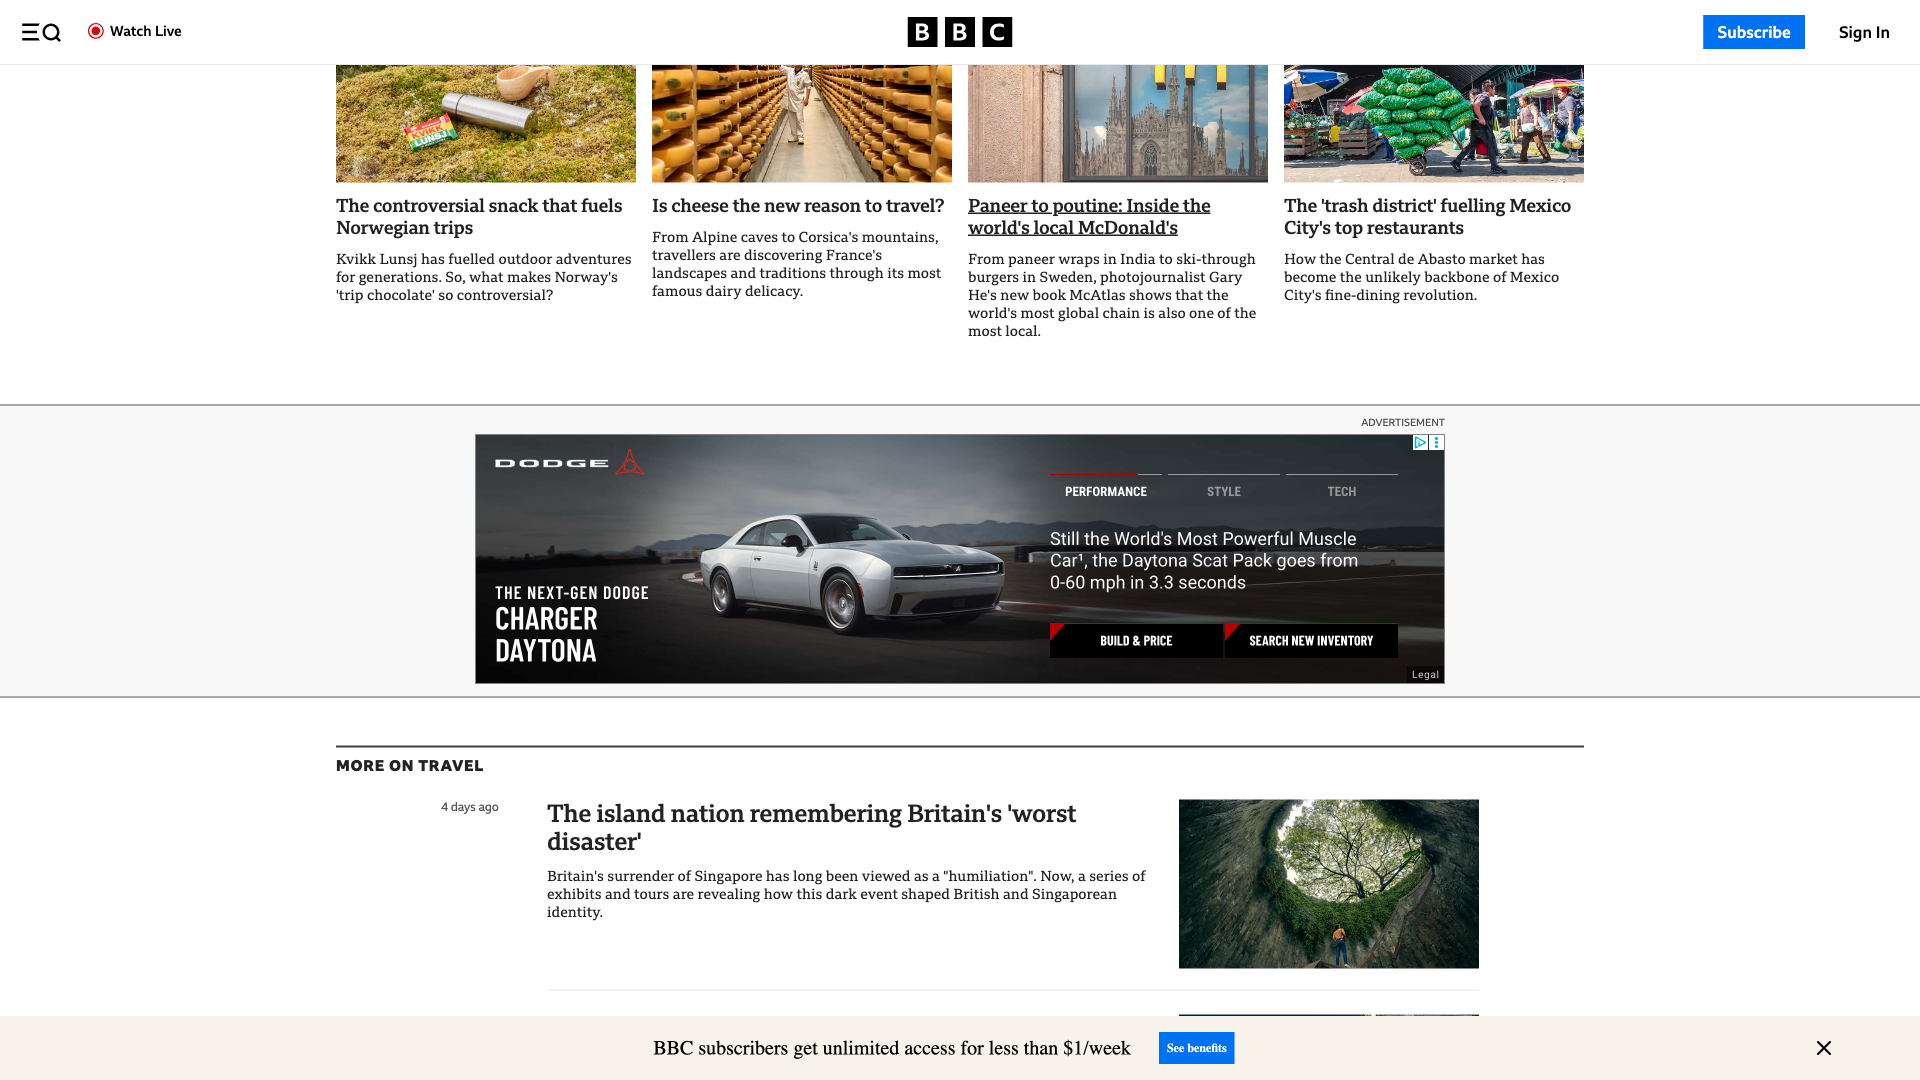 Watch Live
BBC
Subscribe
Sign In
KVIKK
LUNSJ
The controversial snack that fuels
Norwegian trips
Kvikk Lunsj has fuelled outdoor adventures
for generations. So, what makes Norway's
'trip chocolate' so controversial?
Is cheese the new reason to travel?
From Alpine caves to Corsica's mountains,
travellers are discovering France's
landscapes and traditions through its most
famous dairy delicacy.
Paneer to poutine: Inside the
world's local McDonald's
From paneer wraps in India to ski-through
burgers in Sweden, photojournalist Gary
He's new book McAtlas shows that the
world's most global chain is also one of the
most local.
The 'trash district' fuelling Mexico
City's top restaurants
How the Central de Abasto market has
become the unlikely backbone of Mexico
City's fine-dining revolution.
ADVERTISEMENT
DODGE
THE NEXT-GEN DODGE
CHARGER
DAYTONA
PERFORMANCE
STYLE
TECH
Still the World's Most Powerful Muscle
Car¹, the Daytona Scat Pack goes from
0-60 mph in 3.3 seconds
BUILD & PRICE
SEARCH NEW INVENTORY
Legal
MORE ON TRAVEL
4 days ago
The island nation remembering Britain's 'worst
disaster'
Britain's surrender of Singapore has long been viewed as a "humiliation". Now, a series of
exhibits and tours are revealing how this dark event shaped British and Singaporean
identity.
BBC subscribers get unlimited access for less than $1/week
See benefits